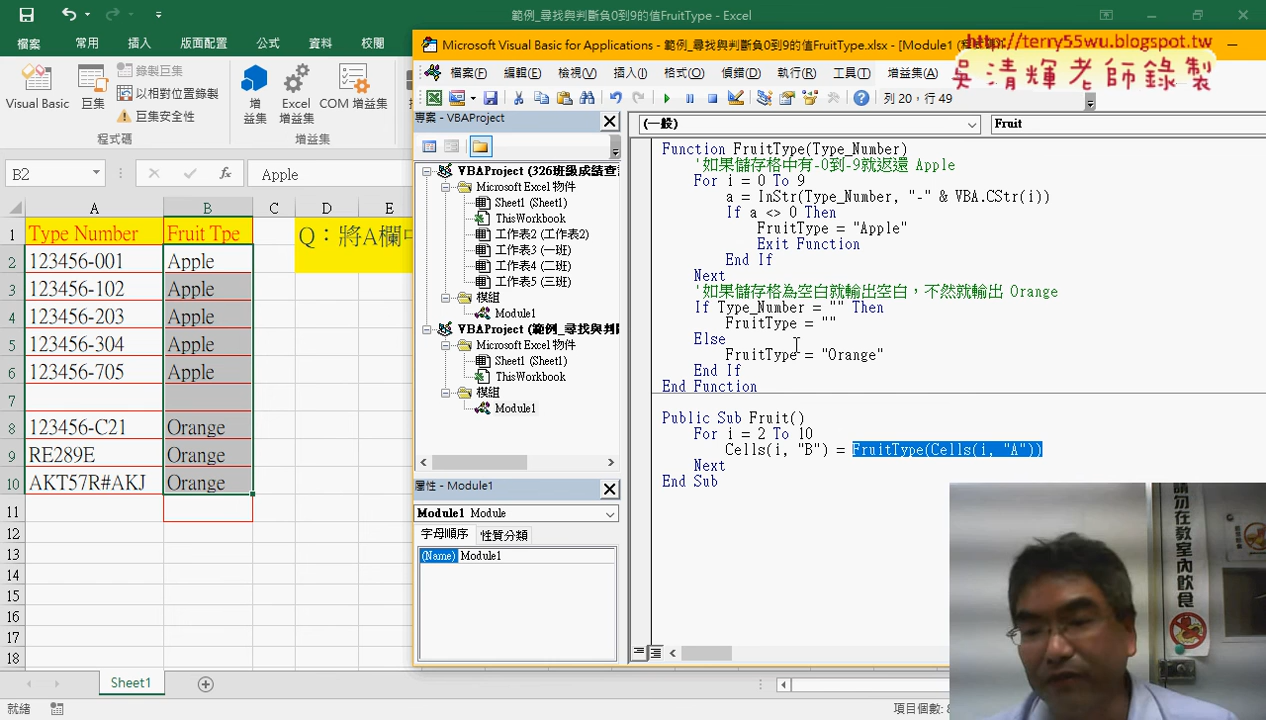 範例_尋找與判斷負0到9的值FruitType - Excel
檔案
常用
插入
版面配置
公式
資料
校閱
Visual Basic
巨集
錄製巨集
以相對位置錄製
巨集安全性
程式碼
增益集
Excel 增益集
COM 增益集
增益集
B2
Apple
A
B
C
D
E
1
Type Number
Fruit Tpe
Q：將A欄中
2
123456-001
Apple
3
123456-102
Apple
4
123456-203
Apple
5
123456-304
Apple
6
123456-705
Apple
7
8
123456-C21
Orange
9
RE289E
Orange
10
AKT57R#AKJ
Orange
11
12
13
14
15
16
17
18
Sheet1
就緒
項目個數:
Microsoft Visual Basic for Applications - 範例_尋找與判斷負0到9的值FruitType.xlsx - [Module1
http://terry55wu.blogspot.tw
吳清輝老師錄製
檔案(F)
編輯(E)
檢視(V)
插入(I)
格式(O)
偵錯(D)
執行(R)
工具(T)
增益集(A)
列 20，行 49
專案 - VBAProject
VBAProject (326班級成績查
Microsoft Excel 物件
Sheet1 (Sheet1)
ThisWorkbook
工作表2 (工作表2)
工作表3 (一班)
工作表4 (二班)
工作表5 (三班)
模組
Module1
VBAProject (範例_尋找與判
Microsoft Excel 物件
Sheet1 (Sheet1)
ThisWorkbook
模組
Module1
屬性 - Module1
Module1 Module
字母順序
性質分類
(Name)
Module1
(一般)
Fruit
Function FruitType(Type_Number)
'如果儲存格中有-0到-9就返還 Apple
For i = 0 To 9
a = InStr(Type_Number, "-" & VBA.CStr(i))
If a <> 0 Then
FruitType = "Apple"
Exit Function
End If
Next
'如果儲存格為空白就輸出空白，不然就輸出 Orange
If Type_Number = "" Then
FruitType = ""
Else
FruitType = "Orange"
End If
End Function
Public Sub Fruit()
For i = 2 To 10
Cells(i, "B") = FruitType(Cells(i, "A"))
Next
End Sub
請勿在教室內飲食